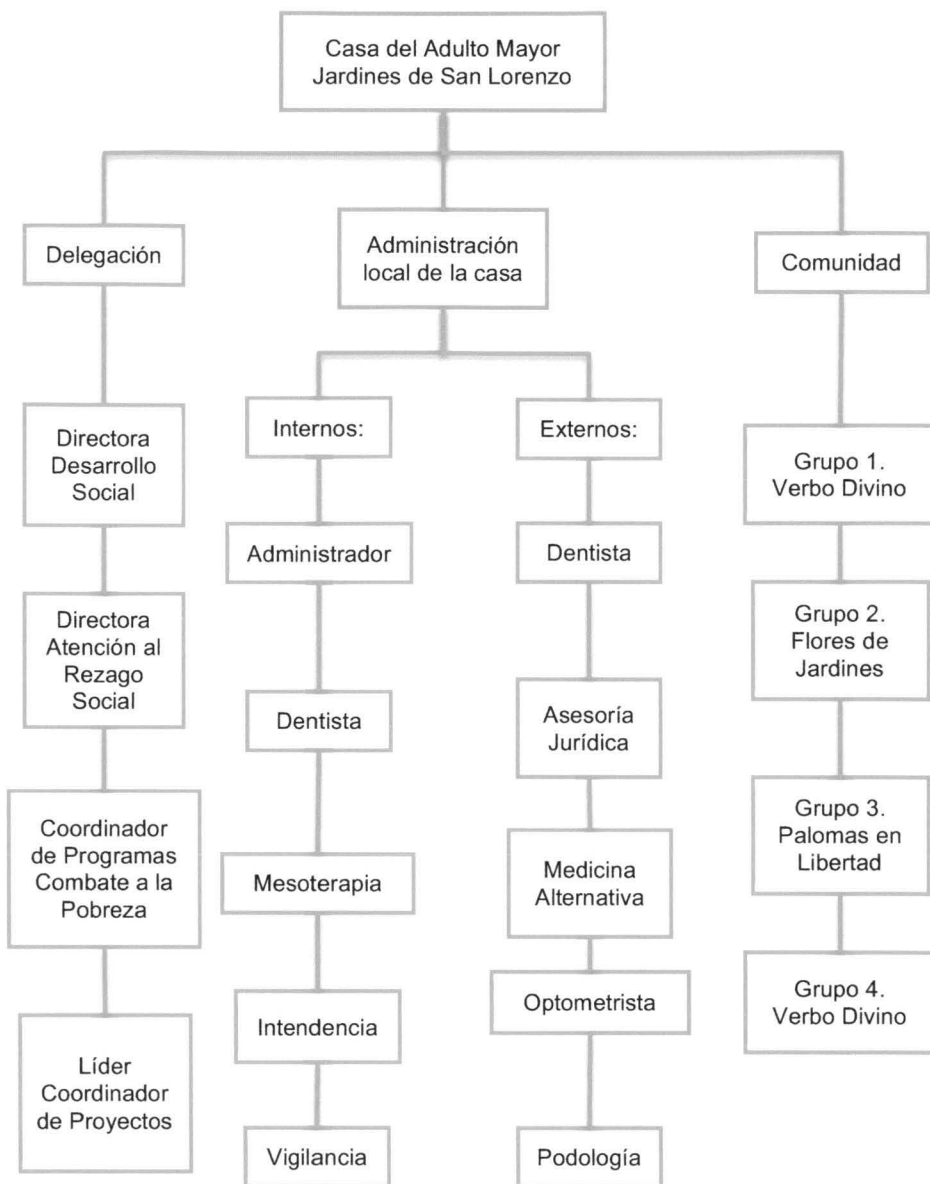 Casa del Adulto Mayor
Jardines de San Lorenzo
Delegación
Administración
local de la casa
Comunidad
Internos:
Externos:
Directora
Desarrollo
Social
Grupo 1.
Verbo Divino
Administrador
Dentista
Directora
Atención al
Rezago
Social
Grupo 2.
Flores de
Jardines
Dentista
Asesoría
Jurídica
Coordinador
de Programas
Combate a la
Pobreza
Grupo 3.
Palomas en
Libertad
Mesoterapia
Medicina
Alternativa
Intendencia
Optometrista
Grupo 4.
Verbo Divino
Líder
Coordinador
de Proyectos
Vigilancia
Podología